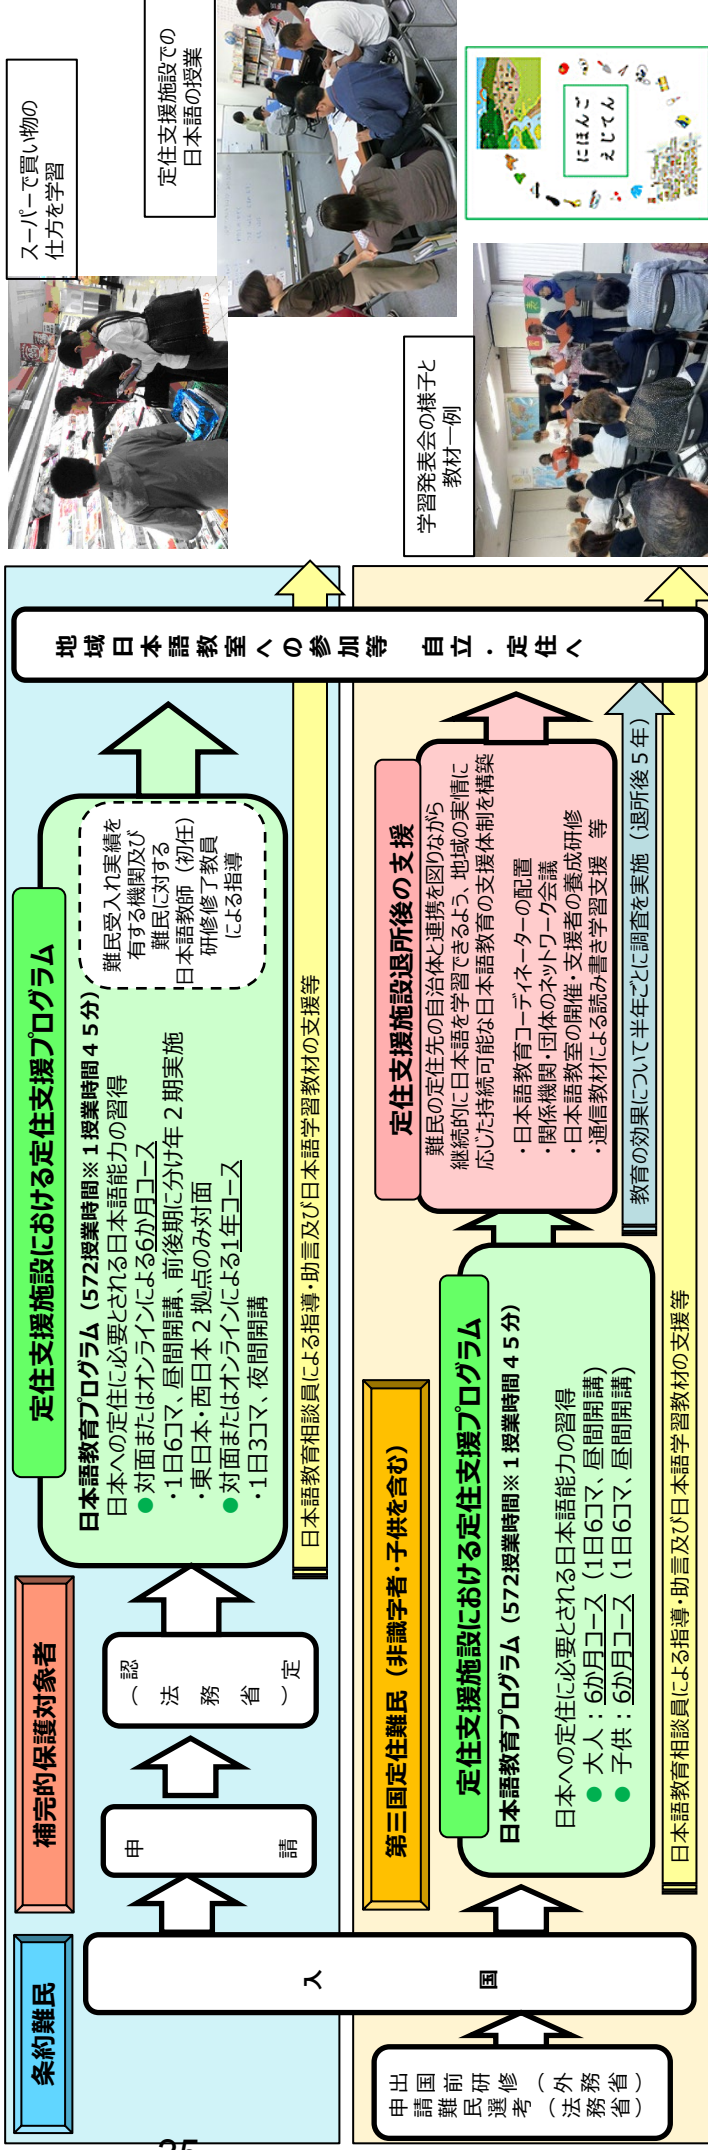 条約難民
補完的保護対象者
入国
申請
認定
（法務省）
定住支援施設における定住支援プログラム
日本語教育プログラム（572授業時間※１授業時間４５分）
日本への定住に必要とされる日本語能力の習得
●対面またはオンラインによる6か月コース
・1日6コマ、昼間開講、前後期に分け年２期実施
・東日本・西日本２拠点のみ対面
●対面またはオンラインによる1年コース
・1日3コマ、夜間開講
難民受入れ実績を
有する機関及び
難民に対する
日本語教師（初任）
研修修了教員
による指導
日本語教育相談員による指導・助言及び日本語学習教材の支援等
地域日本語教室への参加等　自立・定住へ
申請難民選考（法務省）
出国前研修（外務省）
第三国定住難民（非識字者・子供を含む）
定住支援施設における定住支援プログラム
日本語教育プログラム（572授業時間※１授業時間４５分）
日本への定住に必要とされる日本語能力の習得
●大人：6か月コース（1日6コマ、昼間開講）
●子供：6か月コース（1日6コマ、昼間開講）
定住支援施設退所後の支援
難民の定住先の自治体と連携を図りながら
継続的に日本語を学習できるよう、地域の実情に
応じた持続可能な日本語教育の支援体制を構築
・日本語教育コーディネーターの配置
・関係機関・団体のネットワーク会議
・日本語教室の開催・支援者の養成研修
・通信教材による読み書き学習支援　等
教育の効果について半年ごとに調査を実施（退所後５年）
日本語教育相談員による指導・助言及び日本語学習教材の支援等
スーパーで買い物の
仕方を学習
定住支援施設での
日本語の授業
学習発表会の様子と
教材一例
にほんご
えじてん